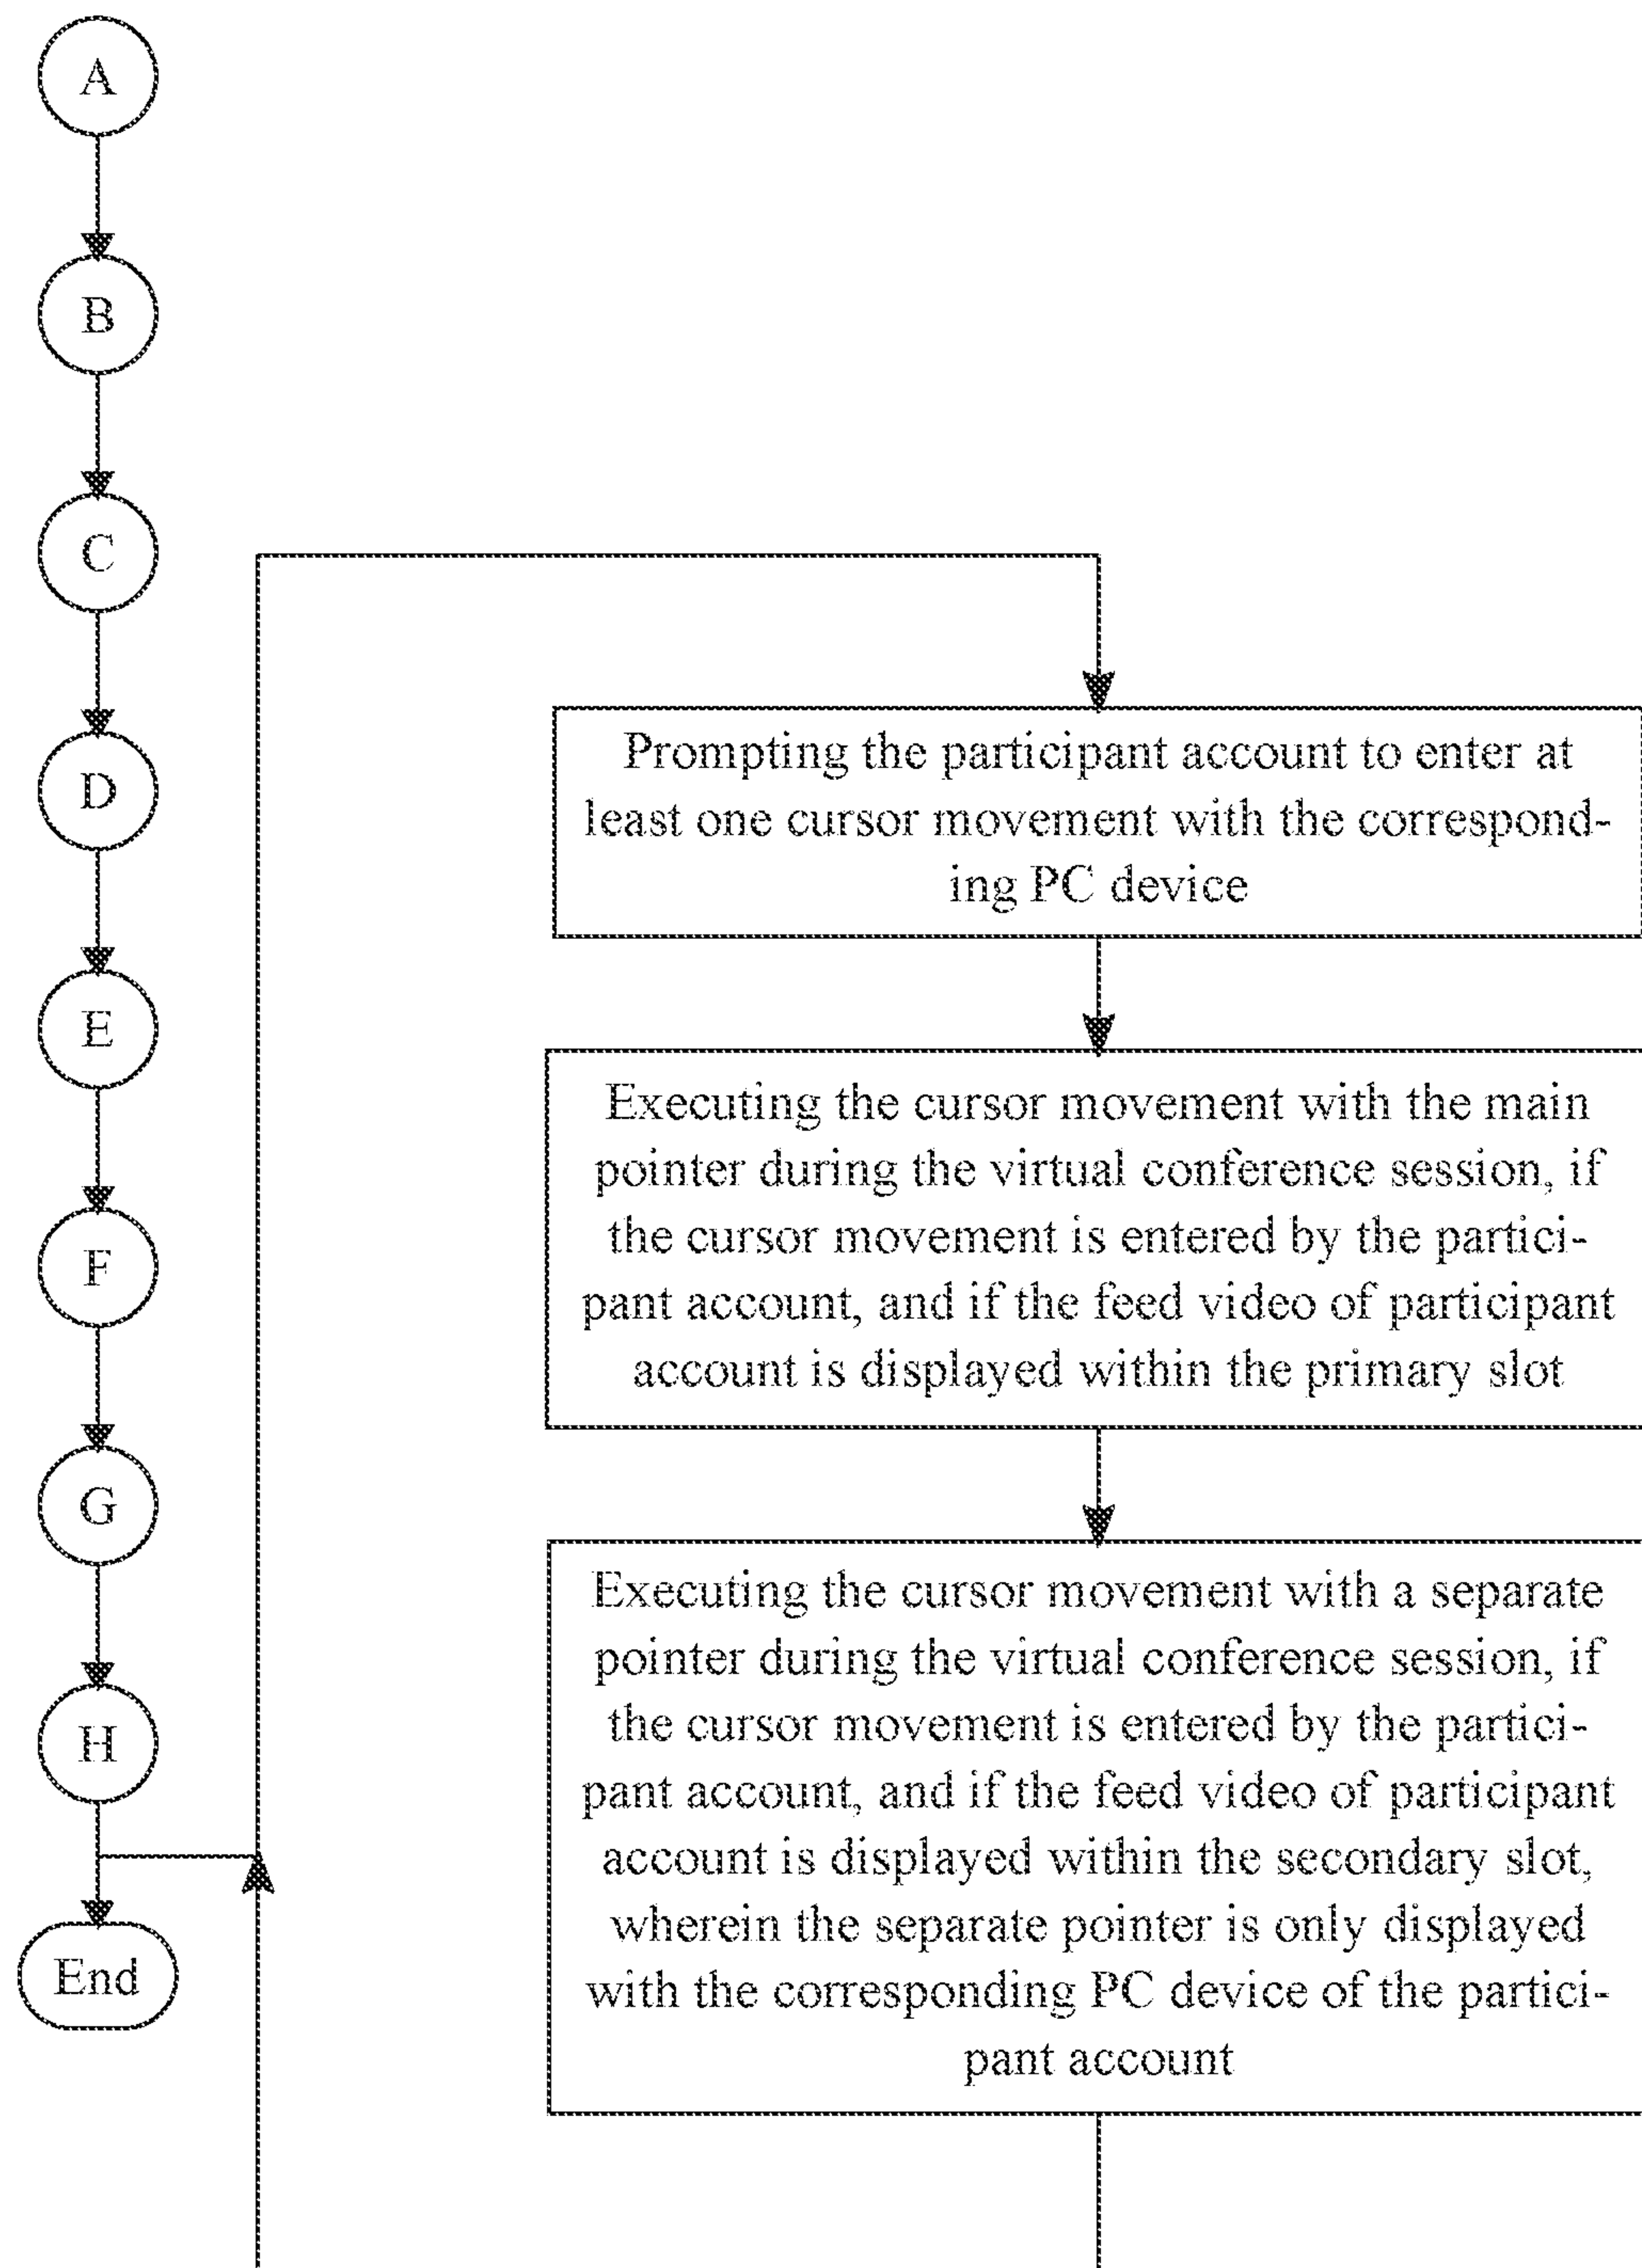 A
B
C
D
E
F
G
H
End
Prompting the participant account to enter at
least one cursor movement with the correspond-
ing PC device
Executing the cursor movement with the main
pointer during the virtual conference session, if
the cursor movement is entered by the partici-
pant account, and if the feed video of participant
account is displayed within the primary slot
Executing the cursor movement with a separate
pointer during the virtual conference session, if
the cursor movement is entered by the partici-
pant account, and if the feed video of participant
account is displayed within the secondary slot,
wherein the separate pointer is only displayed
with the corresponding PC device of the partici-
pant account